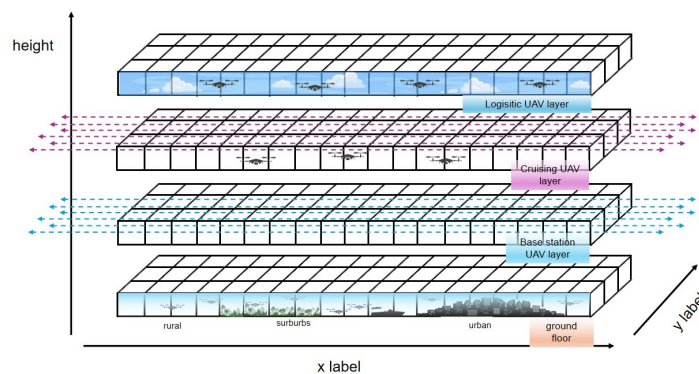 height
Logisitic UAV layer
Cruising UAV
layer
Base station
UAV layer
rural
surburbs
urban
ground
floor
x label
y label